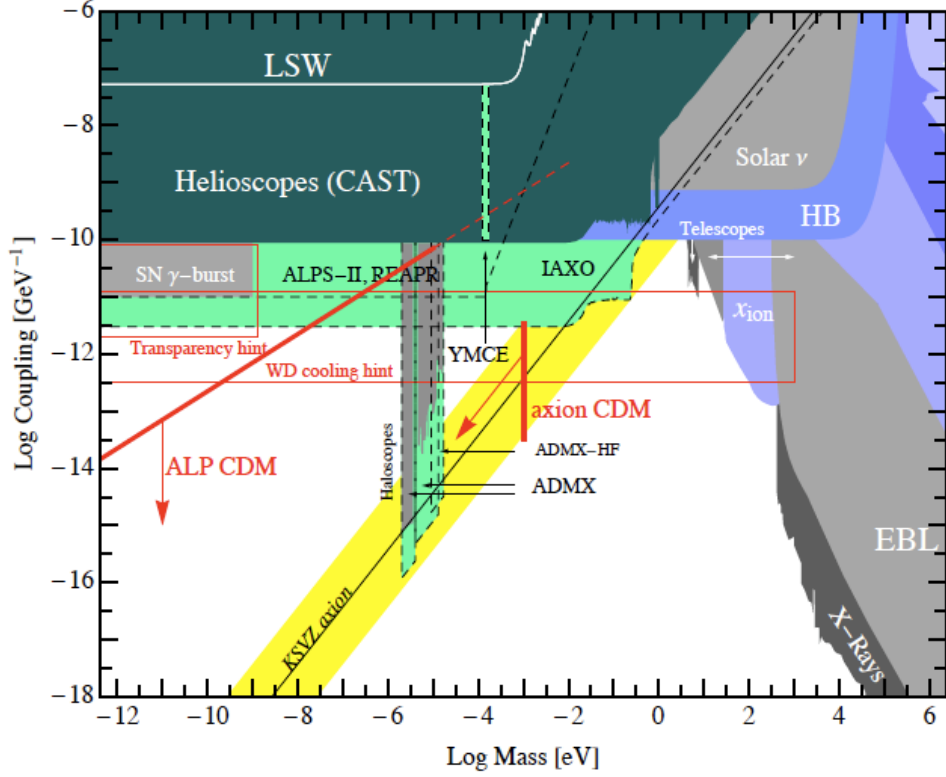 Log Coupling [GeV⁻¹]
−6
−8
−10
−12
−14
−16
−18
LSW
Helioscopes (CAST)
Solar ν
HB
Telescopes
SN γ−burst
ALPS−II, REAPR
IAXO
x_ion
YMCE
Transparency hint
WD cooling hint
axion CDM
ALP CDM
Haloscopes
ADMX−HF
ADMX
EBL
KSVZ axion
X−Rays
−12
−10
−8
−6
−4
−2
0
2
4
6
Log Mass [eV]